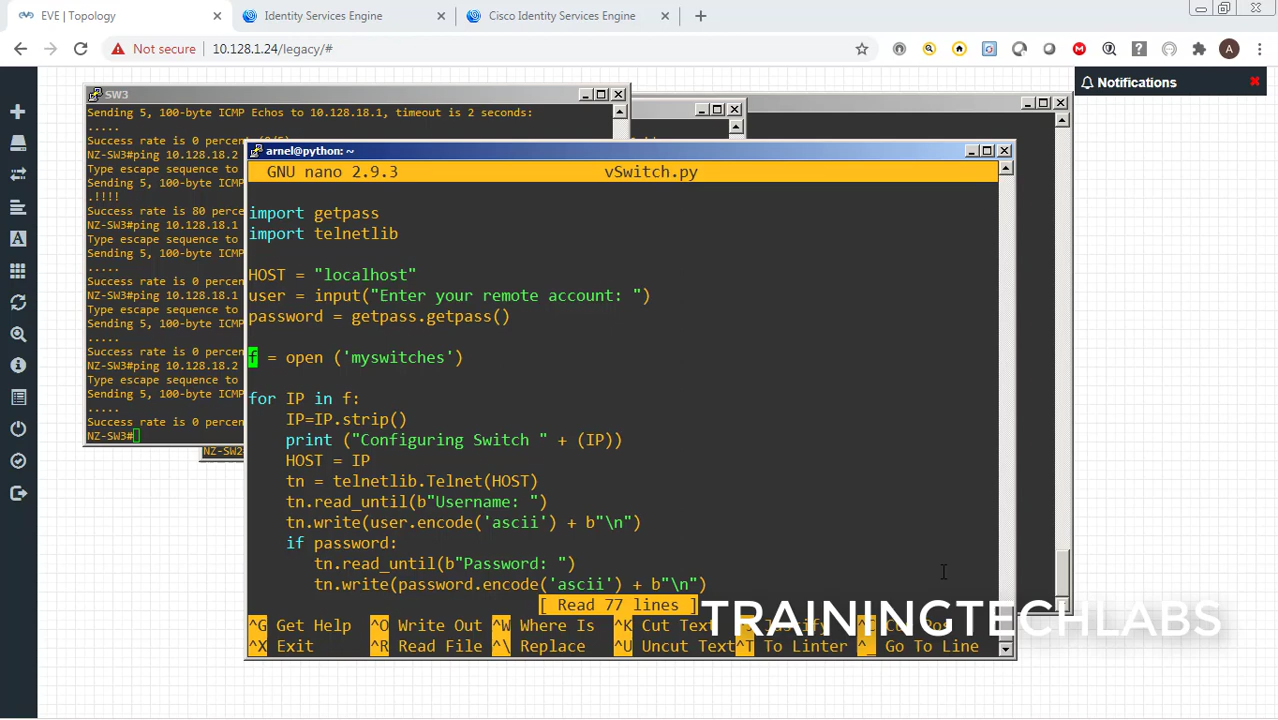 EVE | Topology
Identity Services Engine
Cisco Identity Services Engine
Not secure
10.128.1.24/legacy/#
A
Notifications
SW3
Sending 5, 100-byte ICMP Echos to 10.128.18.1, timeout is 2 seconds:
.....
Success rate is 0 percent
NZ-SW3#ping 10.128.18.2
Type escape sequence to
Sending 5, 100-byte ICM
.!!!!
Success rate is 80 perce
NZ-SW3#ping 10.128.18.1
Type escape sequence to
Sending 5, 100-byte ICM
.....
Success rate is 0 percen
NZ-SW3#ping 10.128.18.1
Type escape sequence to
Sending 5, 100-byte ICM
.....
Success rate is 0 percen
NZ-SW3#ping 10.128.18.2
Type escape sequence to
Sending 5, 100-byte ICM
.....
Success rate is 0 percen
NZ-SW3#
NZ-SW2
arnel@python: ~
GNU nano 2.9.3 vSwitch.py
import getpass
import telnetlib
HOST = "localhost"
user = input("Enter your remote account: ")
password = getpass.getpass()
f = open ('myswitches')
for IP in f:
IP=IP.strip()
print ("Configuring Switch " + (IP))
HOST = IP
tn = telnetlib.Telnet(HOST)
tn.read_until(b"Username: ")
tn.write(user.encode('ascii') + b"\n")
if password:
tn.read_until(b"Password: ")
tn.write(password.encode('ascii') + b"\n")
[ Read 77 lines ]
^G Get Help ^O Write Out ^W Where Is ^K Cut Text
^X Exit ^R Read File ^\ Replace ^U Uncut Text ^T To Linter ^_ Go To Line
TRAININGTECHLABS